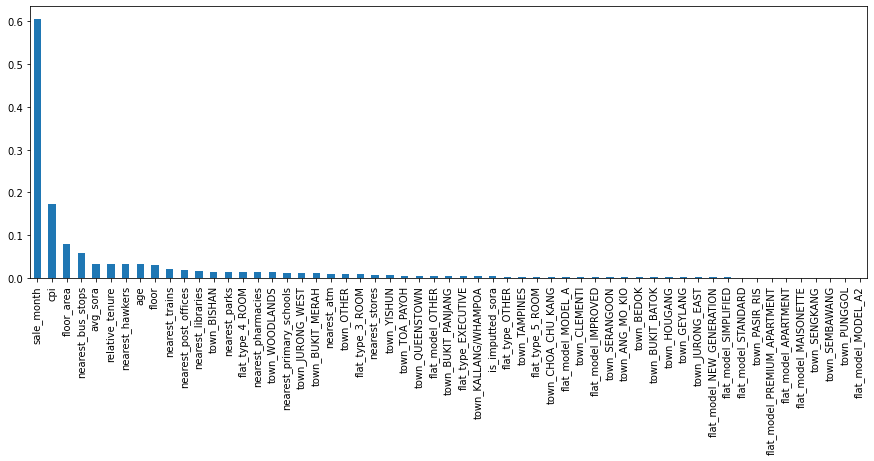 0.6
0.5
0.4
0.3
0.2
0.1
0.0
sale_month
cpi
floor_area
nearest_bus_stops
avg_sora
relative_tenure
nearest_hawkers
age
floor
nearest_trains
nearest_post_offices
nearest_libraries
town_BISHAN
nearest_parks
flat_type_4_ROOM
nearest_pharmacies
town_WOODLANDS
nearest_primary_schools
town_JURONG_WEST
town_BUKIT_MERAH
nearest_atm
town_OTHER
flat_type_3_ROOM
nearest_stores
town_YISHUN
town_TOA_PAYOH
town_QUEENSTOWN
flat_model_OTHER
town_BUKIT_PANJANG
flat_type_EXECUTIVE
town_KALLANG/WHAMPOA
is_imputted_sora
flat_type_OTHER
town_TAMPINES
flat_type_5_ROOM
town_CHOA_CHU_KANG
flat_model_MODEL_A
town_CLEMENTI
flat_model_IMPROVED
town_SERANGOON
town_ANG_MO_KIO
town_BEDOK
town_BUKIT_BATOK
town_HOUGANG
town_GEYLANG
town_JURONG_EAST
flat_model_NEW_GENERATION
flat_model_SIMPLIFIED
flat_model_STANDARD
town_PASIR_RIS
flat_model_PREMIUM_APARTMENT
flat_model_APARTMENT
flat_model_MAISONETTE
town_SENGKANG
town_SEMBAWANG
town_PUNGGOL
flat_model_MODEL_A2